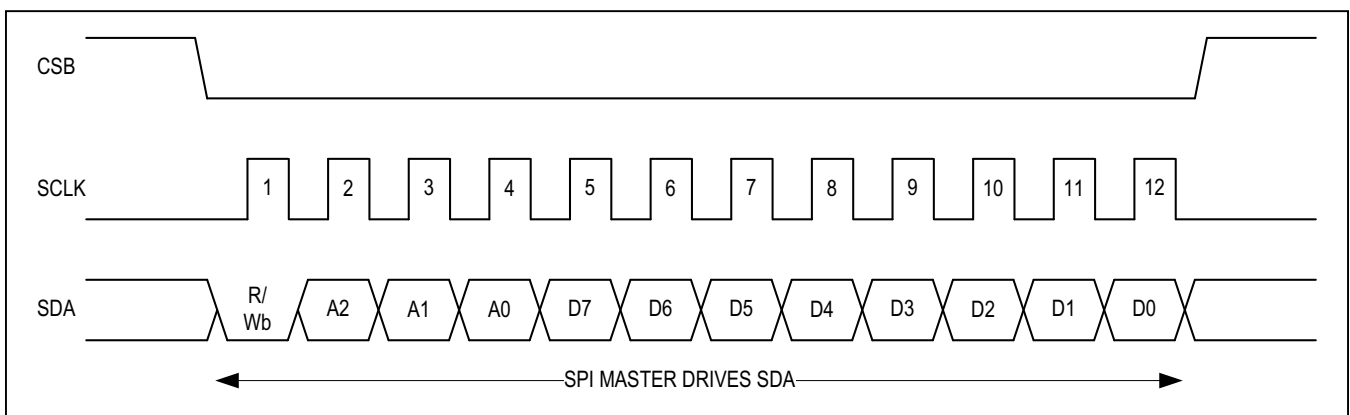 CSB
SCLK
1 2 3 4 5 6 7 8 9 10 11 12
SDA
R/
Wb
A2 A1 A0 D7 D6 D5 D4 D3 D2 D1 D0
SPI MASTER DRIVES SDA